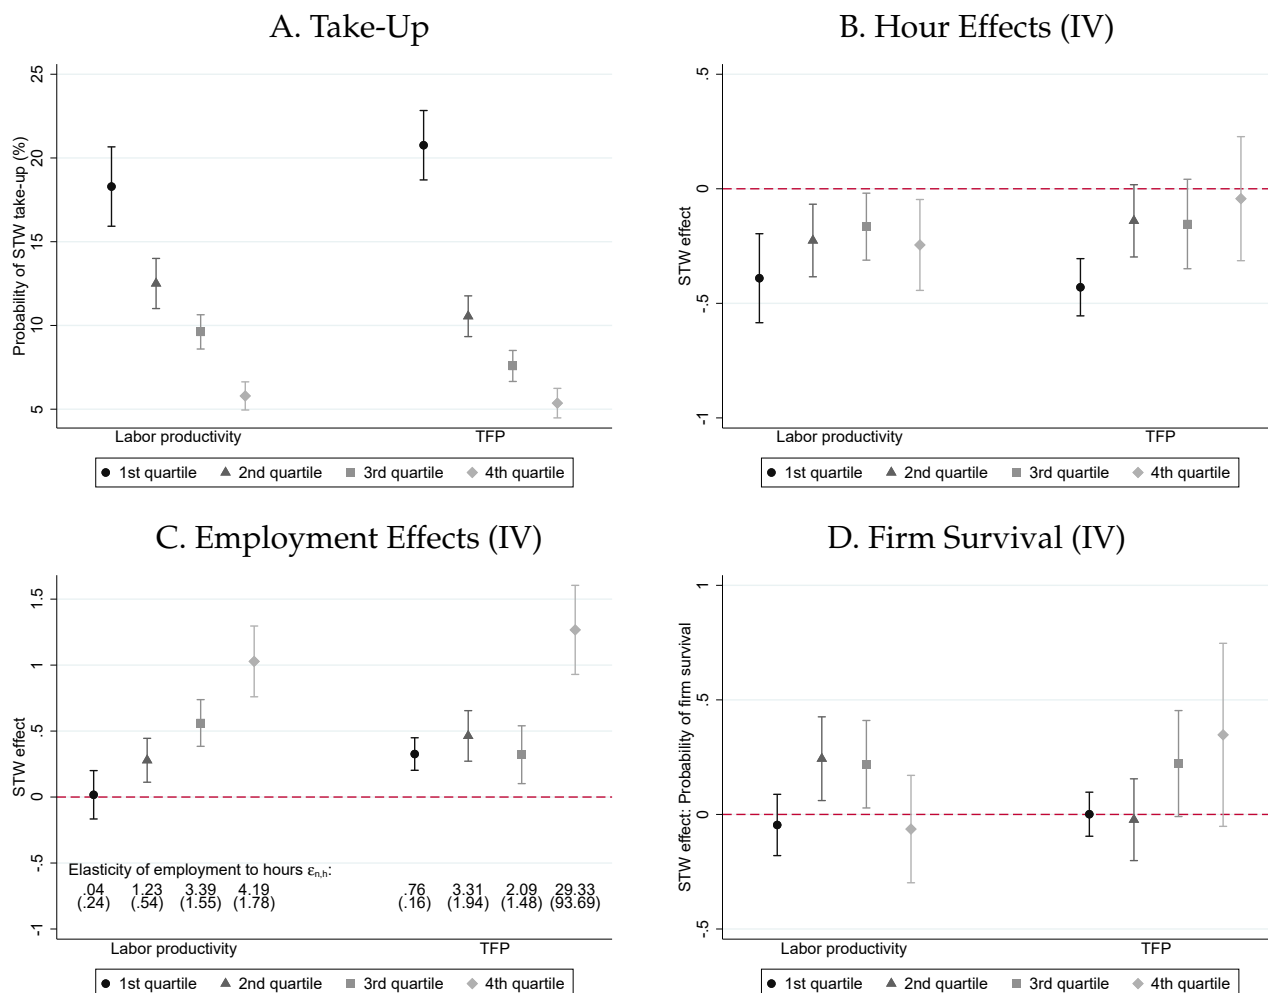 A. Take-Up
Probability of STW take-up (%)
25
20
15
10
5
Labor productivity TFP
1st quartile 2nd quartile 3rd quartile 4th quartile
B. Hour Effects (IV)
STW effect
.5
0
-.5
-1
Labor productivity TFP
1st quartile 2nd quartile 3rd quartile 4th quartile
C. Employment Effects (IV)
STW effect
1.5
1
.5
0
-.5
-1
Elasticity of employment to hours εn,h:
.04 1.23 3.39 4.19 .76 3.31 2.09 29.33
(.24) (.54) (1.55) (1.78) (.16) (1.94) (1.48) (93.69)
Labor productivity TFP
1st quartile 2nd quartile 3rd quartile 4th quartile
D. Firm Survival (IV)
STW effect: Probability of firm survival
1
.5
0
-.5
Labor productivity TFP
1st quartile 2nd quartile 3rd quartile 4th quartile